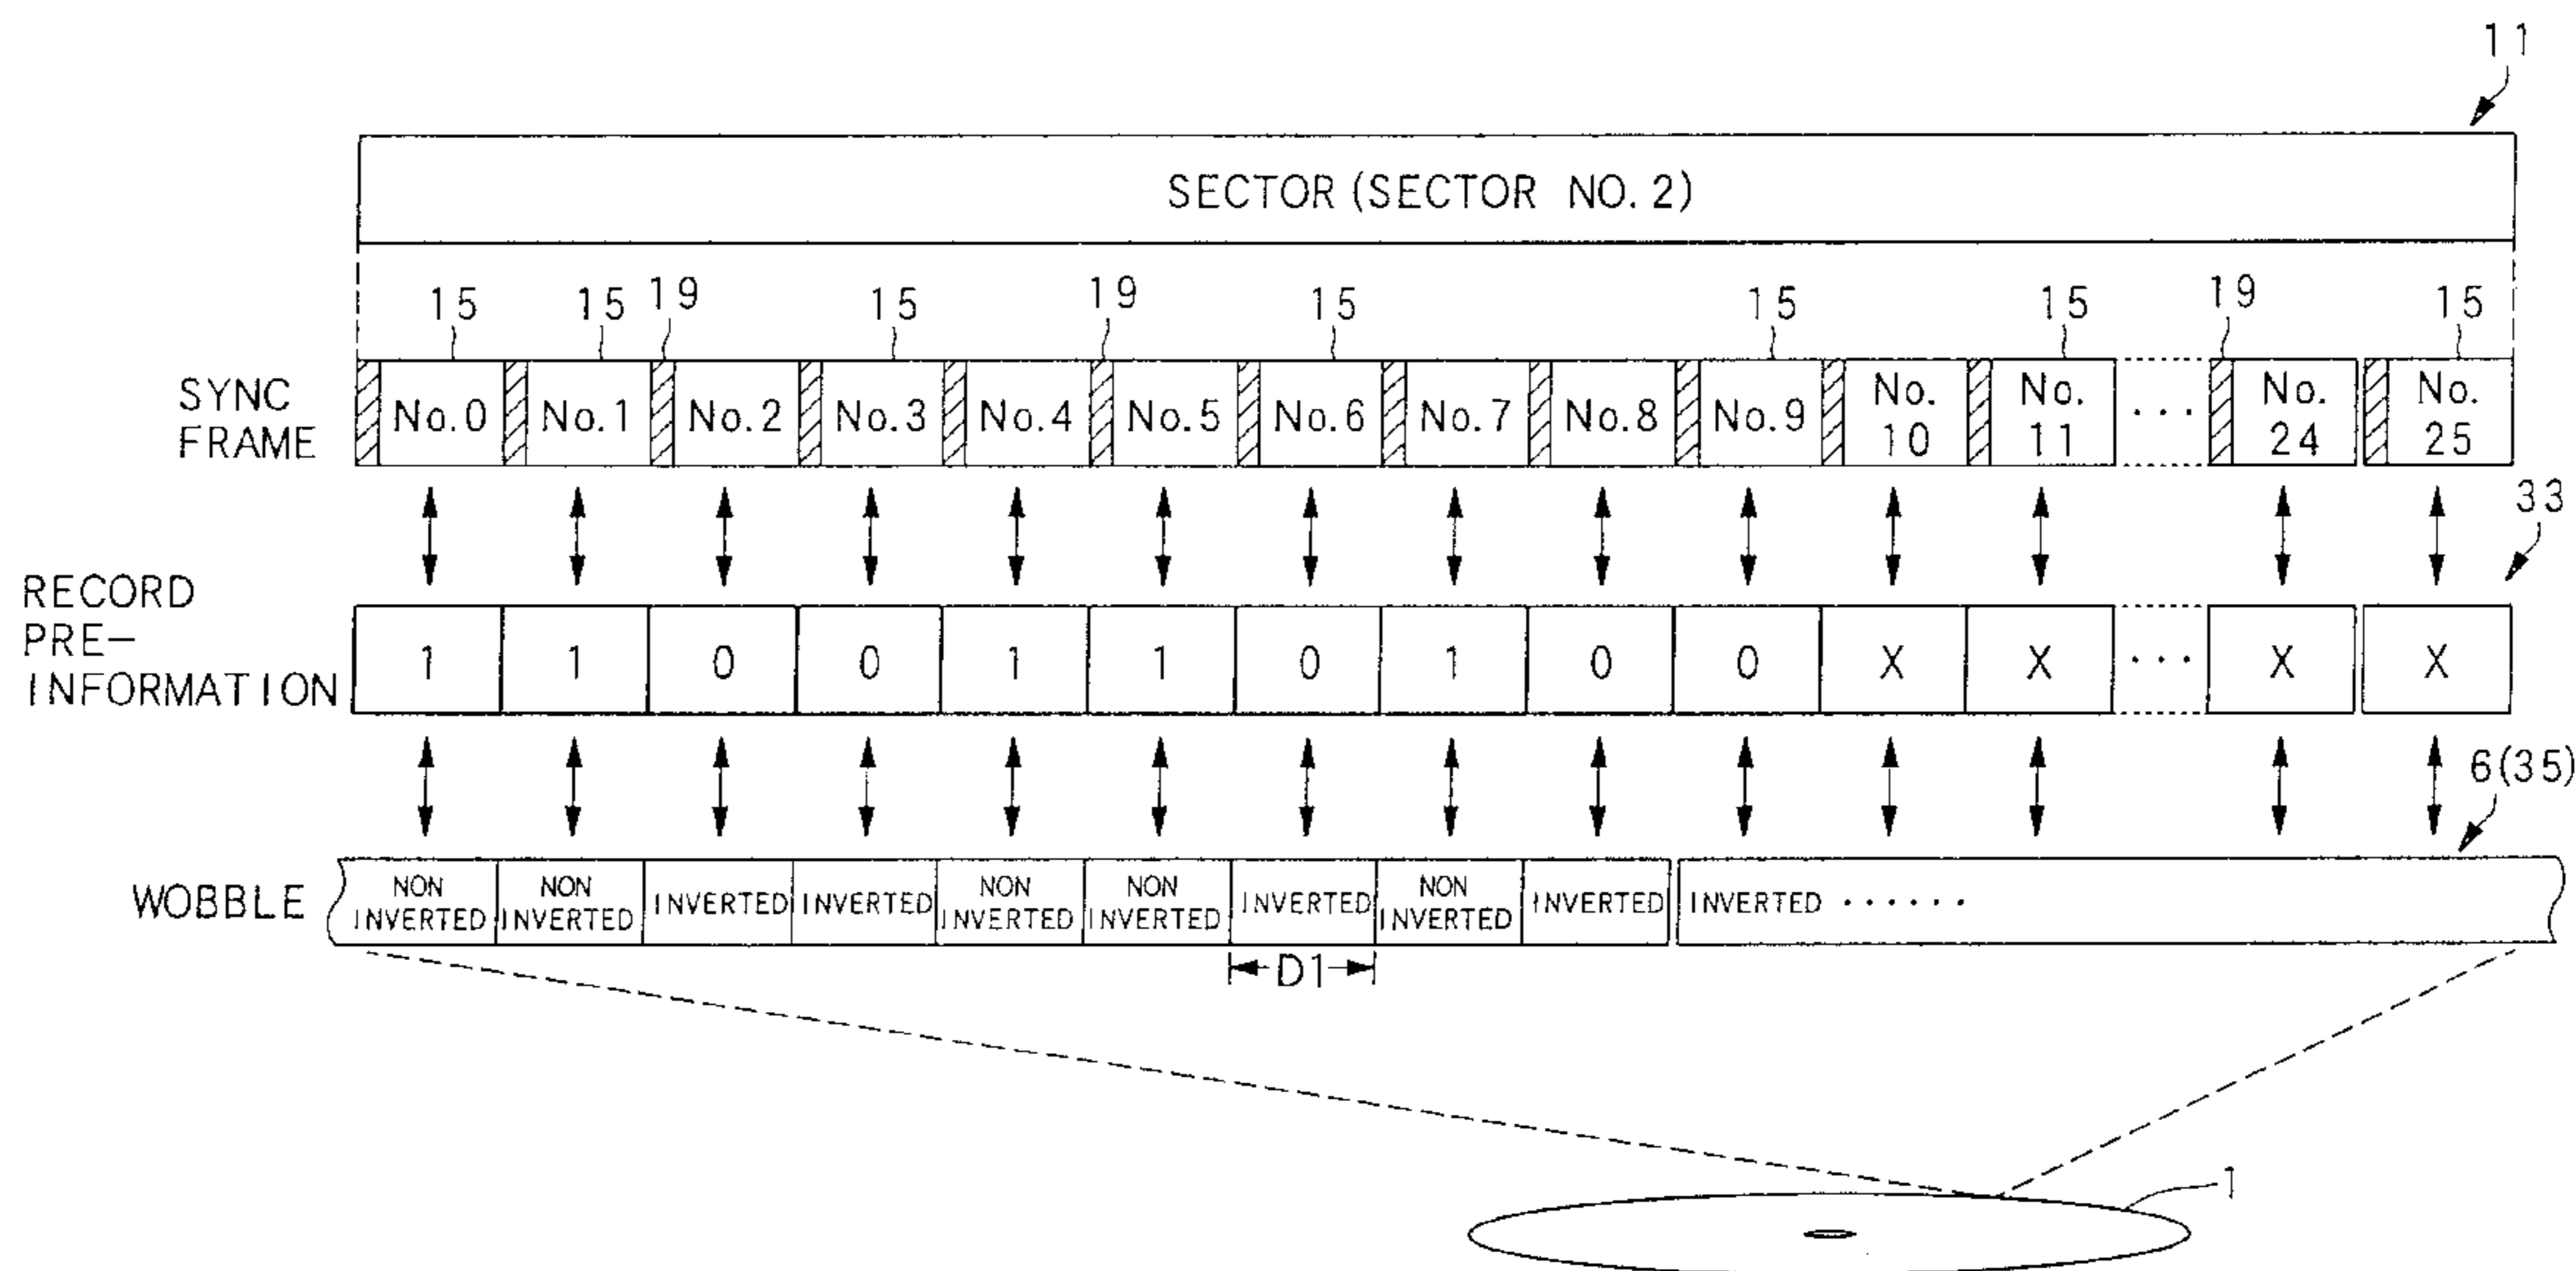 11
SECTOR (SECTOR NO. 2)
15 15 19 15 19 15 15 15 19 15
SYNC
FRAME
No.0 No.1 No.2 No.3 No.4 No.5 No.6 No.7 No.8 No.9 No. 10 No. 11 ··· No. 24 No. 25
33
RECORD
PRE-
INFORMATION
1 1 0 0 1 1 0 1 0 0 X X ··· X X
6(35)
WOBBLE
NON INVERTED NON INVERTED INVERTED INVERTED NON INVERTED NON INVERTED INVERTED NON INVERTED INVERTED INVERTED ······
D1
1